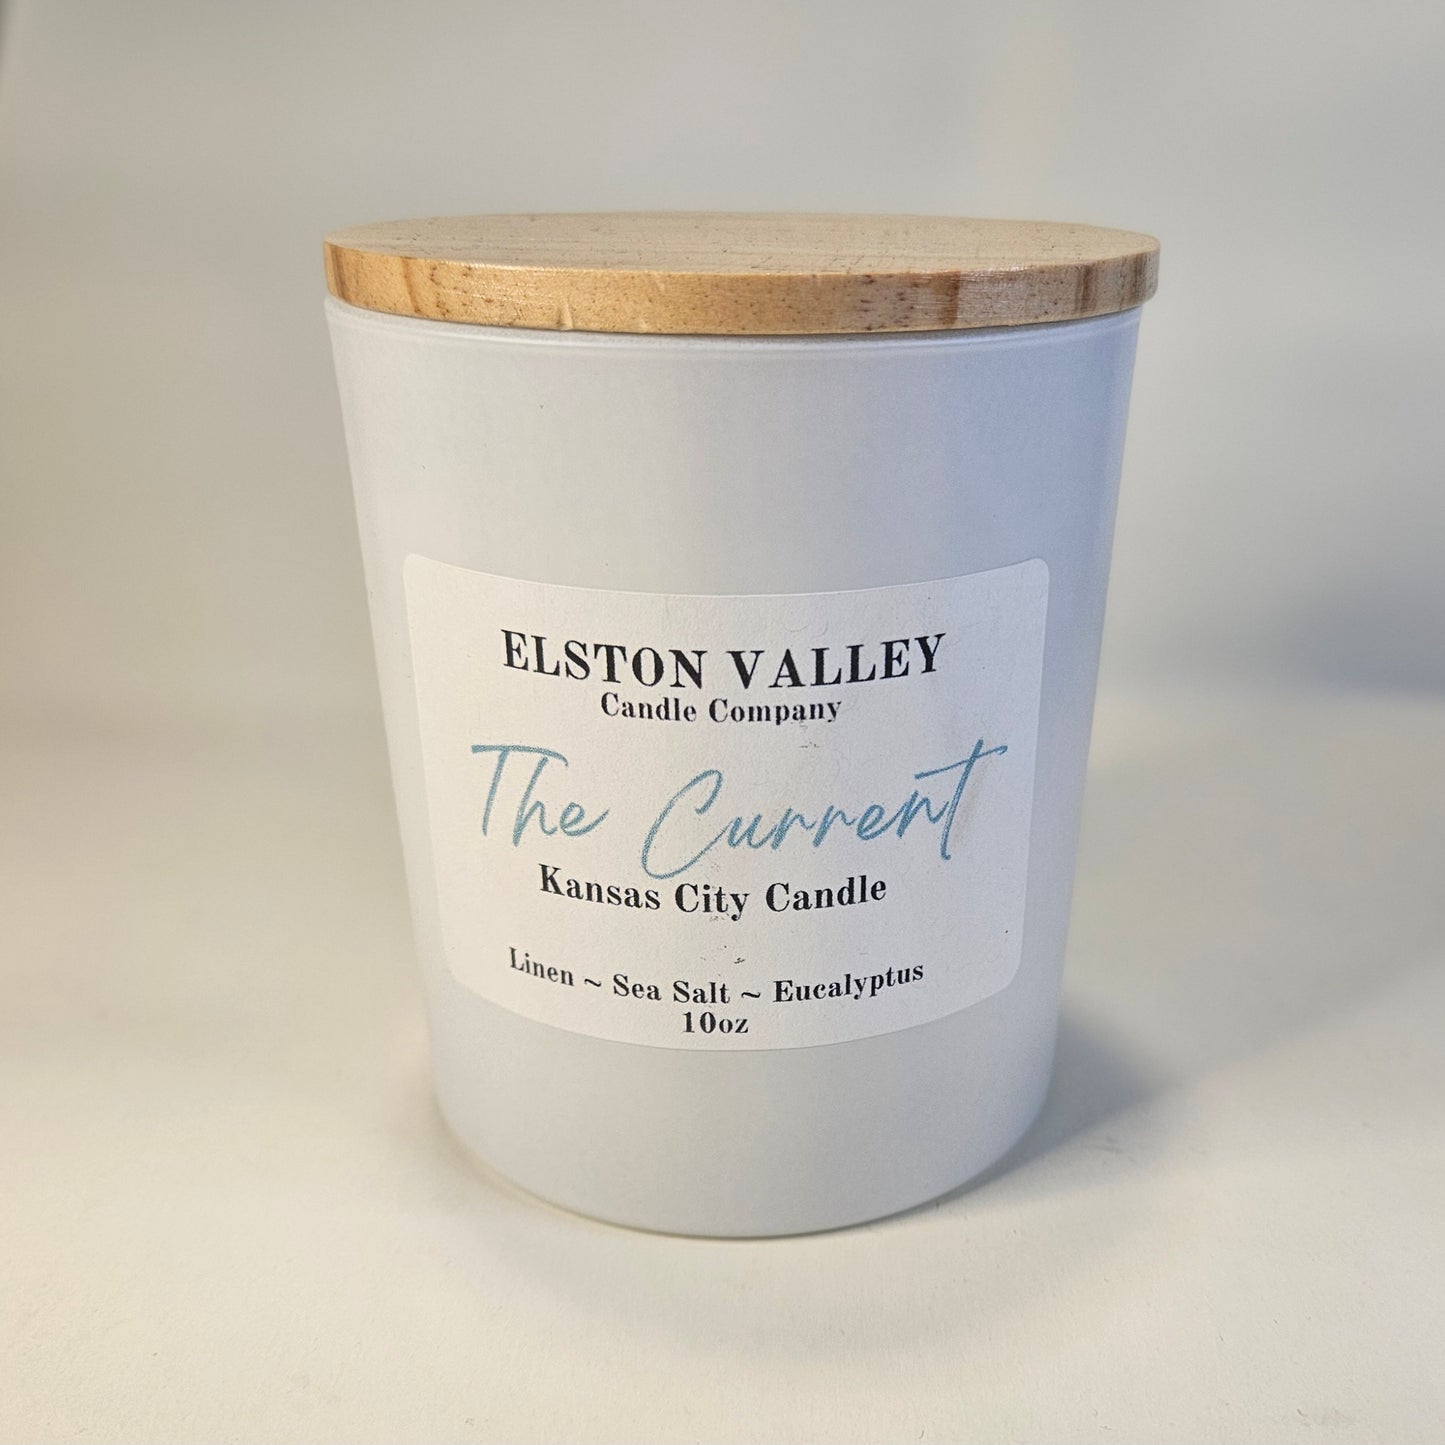 ELSTON VALLEY
Candle Company
The Current
Kansas City Candle
Linen ~ Sea Salt ~ Eucalyptus
10oz